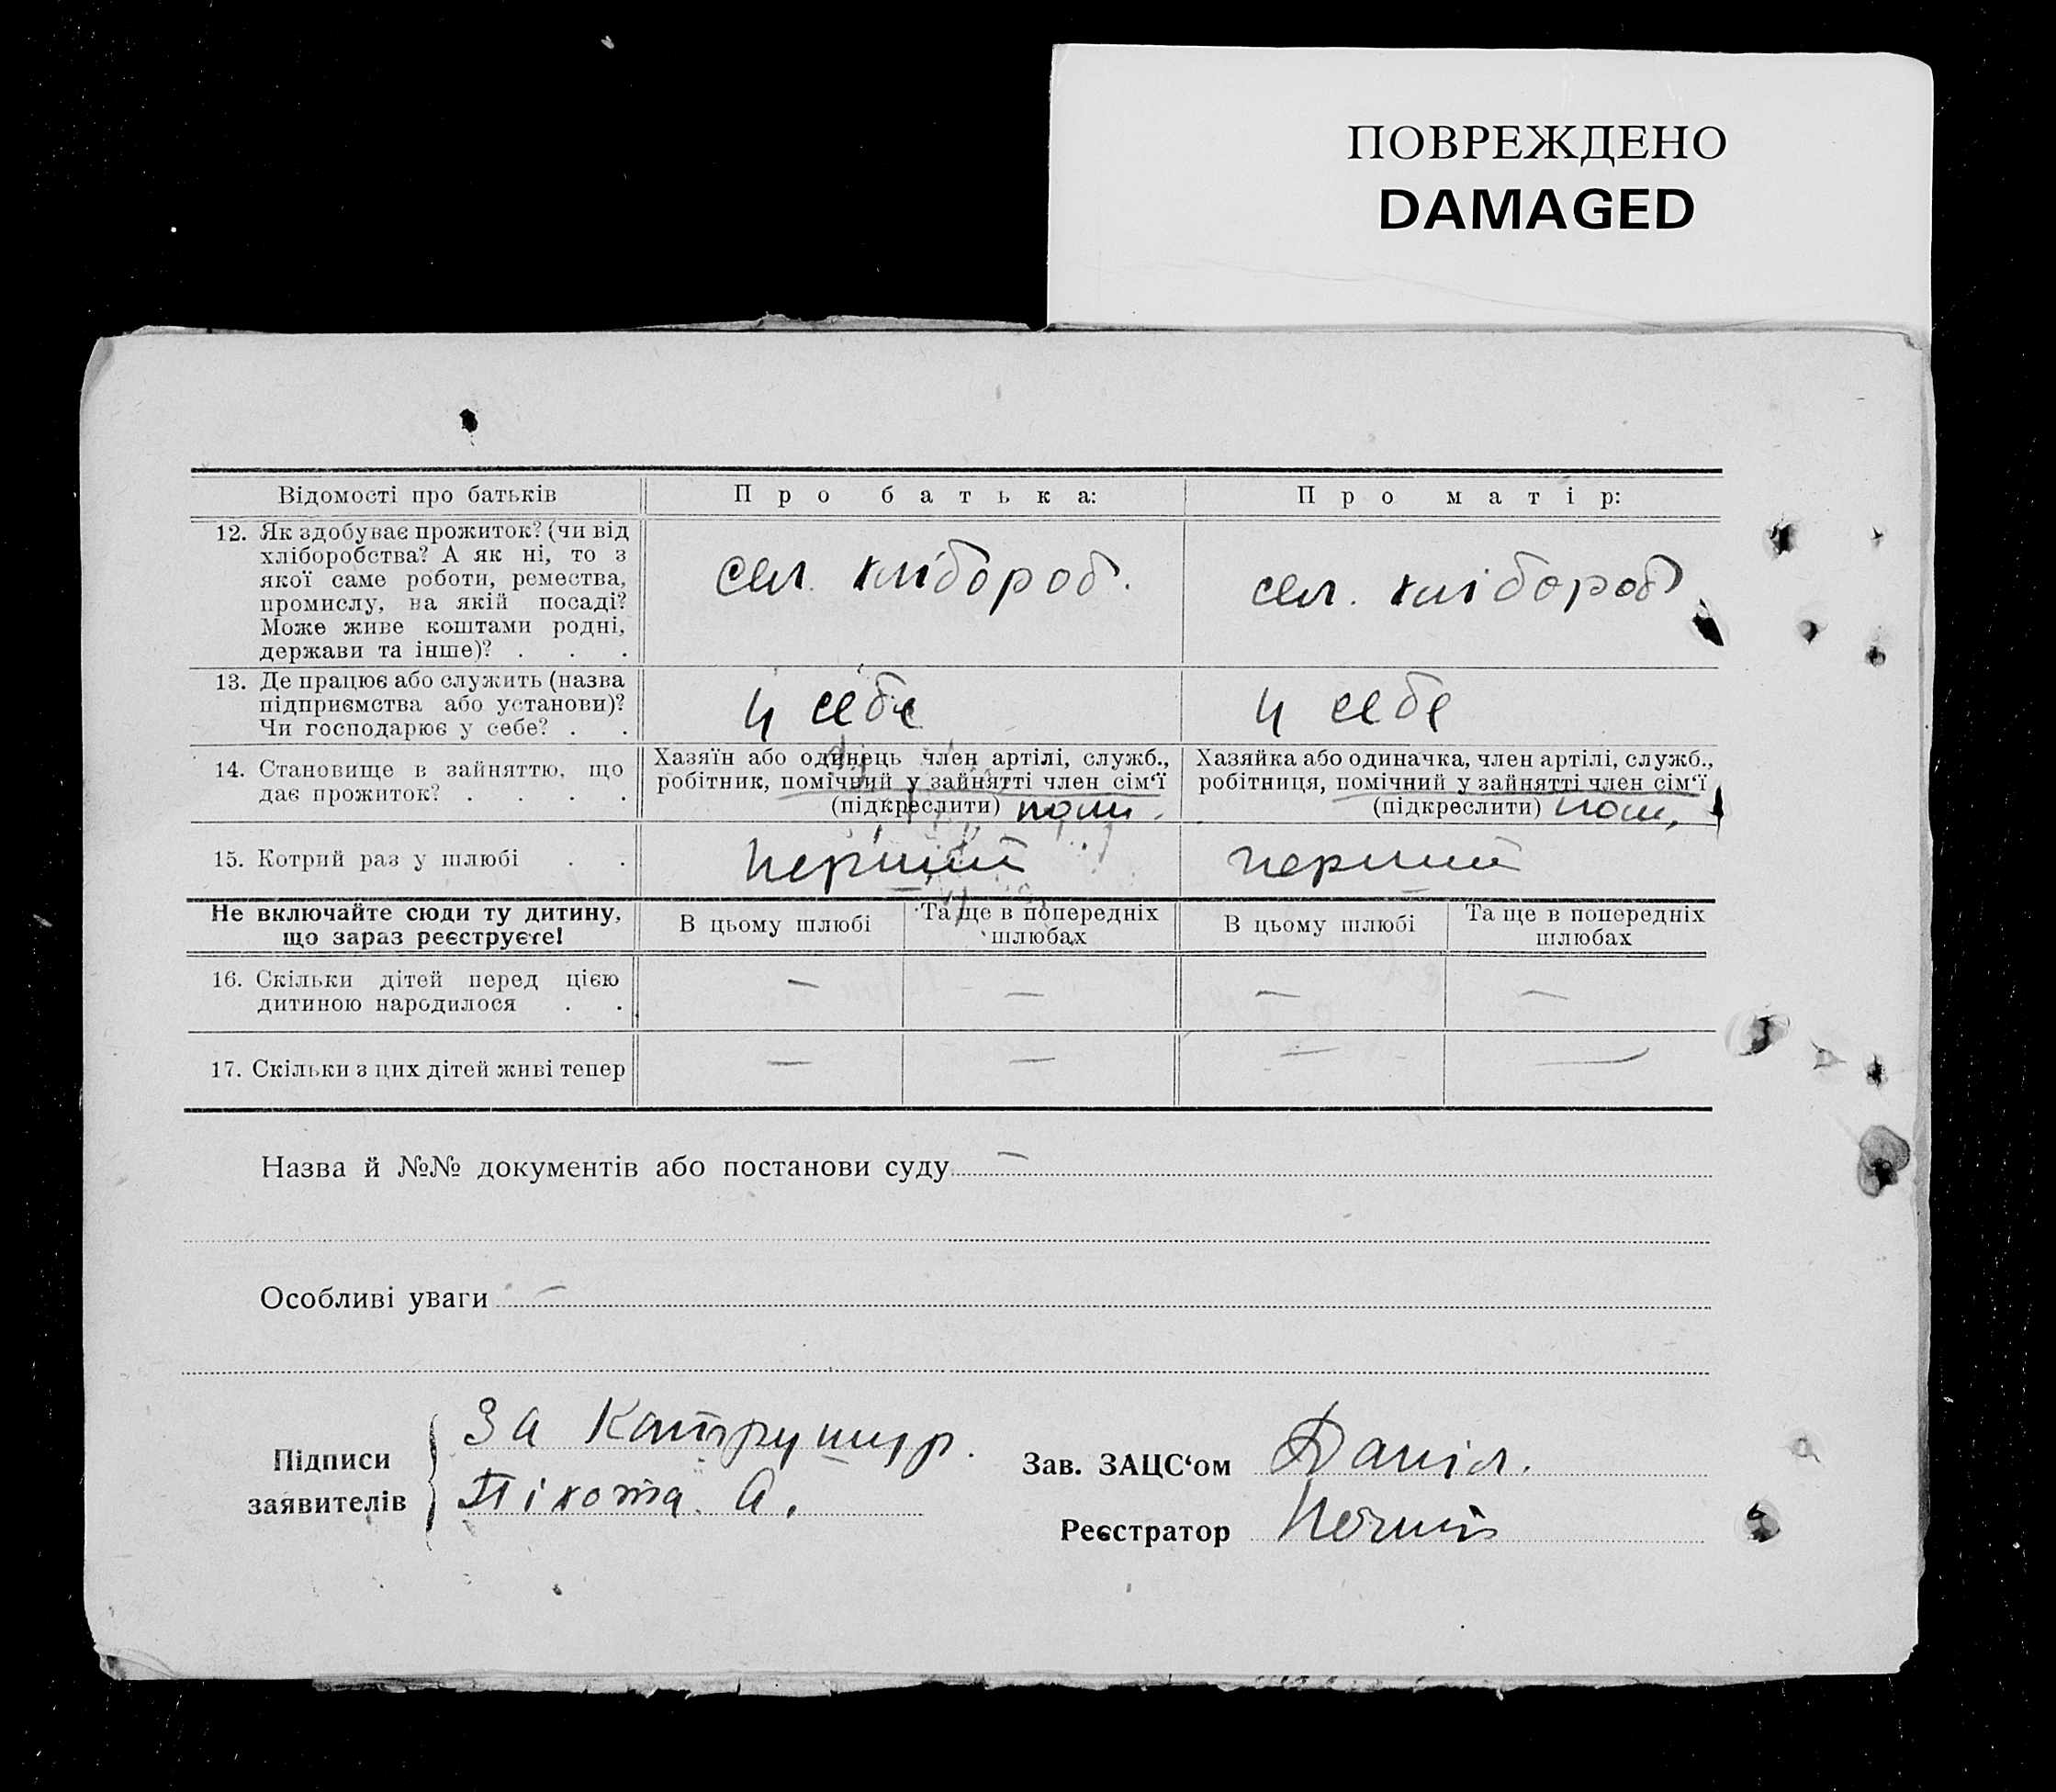 ПОВРЕЖДЕНО
DAMAGED
Відомості про батьків
Про батька:
Про матір:
12. Як здобуває прожиток? (чи від
хліборобства? А як ні, то з
якої саме роботи, ремества,
промислу, на якій посаді?
Може живе коштами родні,
держави та інше)? . . .
сел. хлібороб.
сел. хлібороб
13. Де працює або служить (назва
підприємства або установи)?
Чи господарює у себе? . .
у себе
у себе
14. Становище в зайняттю, що
дає прожиток? . . . .
Хазяїн або одинець член артілі, служб.,
робітник, помічний у зайнятті член сім‘ї
(підкреслити)
Хазяйка або одиначка, член артілі, служб.,
робітниця, помічний у зайнятті член сім‘ї
(підкреслити)
15. Котрий раз у шлюбі . .
перший
перший
Не включайте сюди ту дитину,
що зараз реєструєте!
В цьому шлюбі
Та ще в попередніх
шлюбах
В цьому шлюбі
Та ще в попередніх
шлюбах
16. Скільки дітей перед цією
дитиною народилося . .
— — — —
17. Скільки з цих дітей живі тепер
— — — —
Назва й №№ документів або постанови суду —
Особливі уваги —
Підписи
заявителів
За
Піхота А.
Зав. ЗАЦС‘ом
Реєстратор